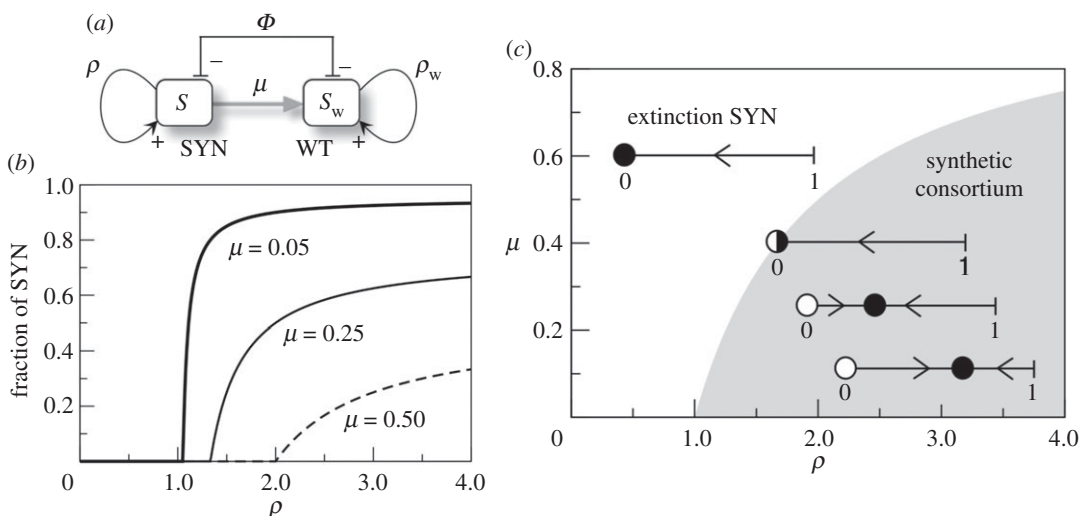 (a)
Φ
− −
ρ ρw
S μ Sw
+ SYN WT +
(b)
1.0
0.8
0.6
0.4
0.2
fraction of SYN
μ = 0.05
μ = 0.25
μ = 0.50
0 1.0 2.0 3.0 4.0
ρ
(c)
0.8
0.6
0.4
0.2
μ
extinction SYN
synthetic
consortium
0 1
0 1
0 1
0 1
0 1.0 2.0 3.0 4.0
ρ